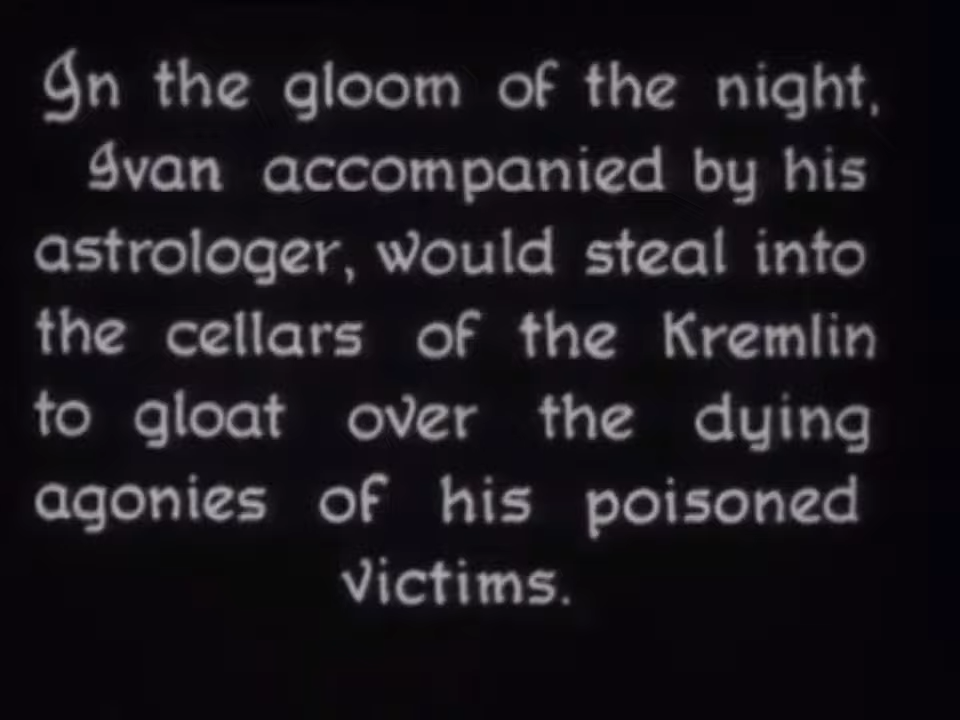 In the gloom of the night,
Ivan accompanied by his
astrologer, would steal into
the cellars of the Kremlin
to gloat over the dying
agonies of his poisoned
victims.